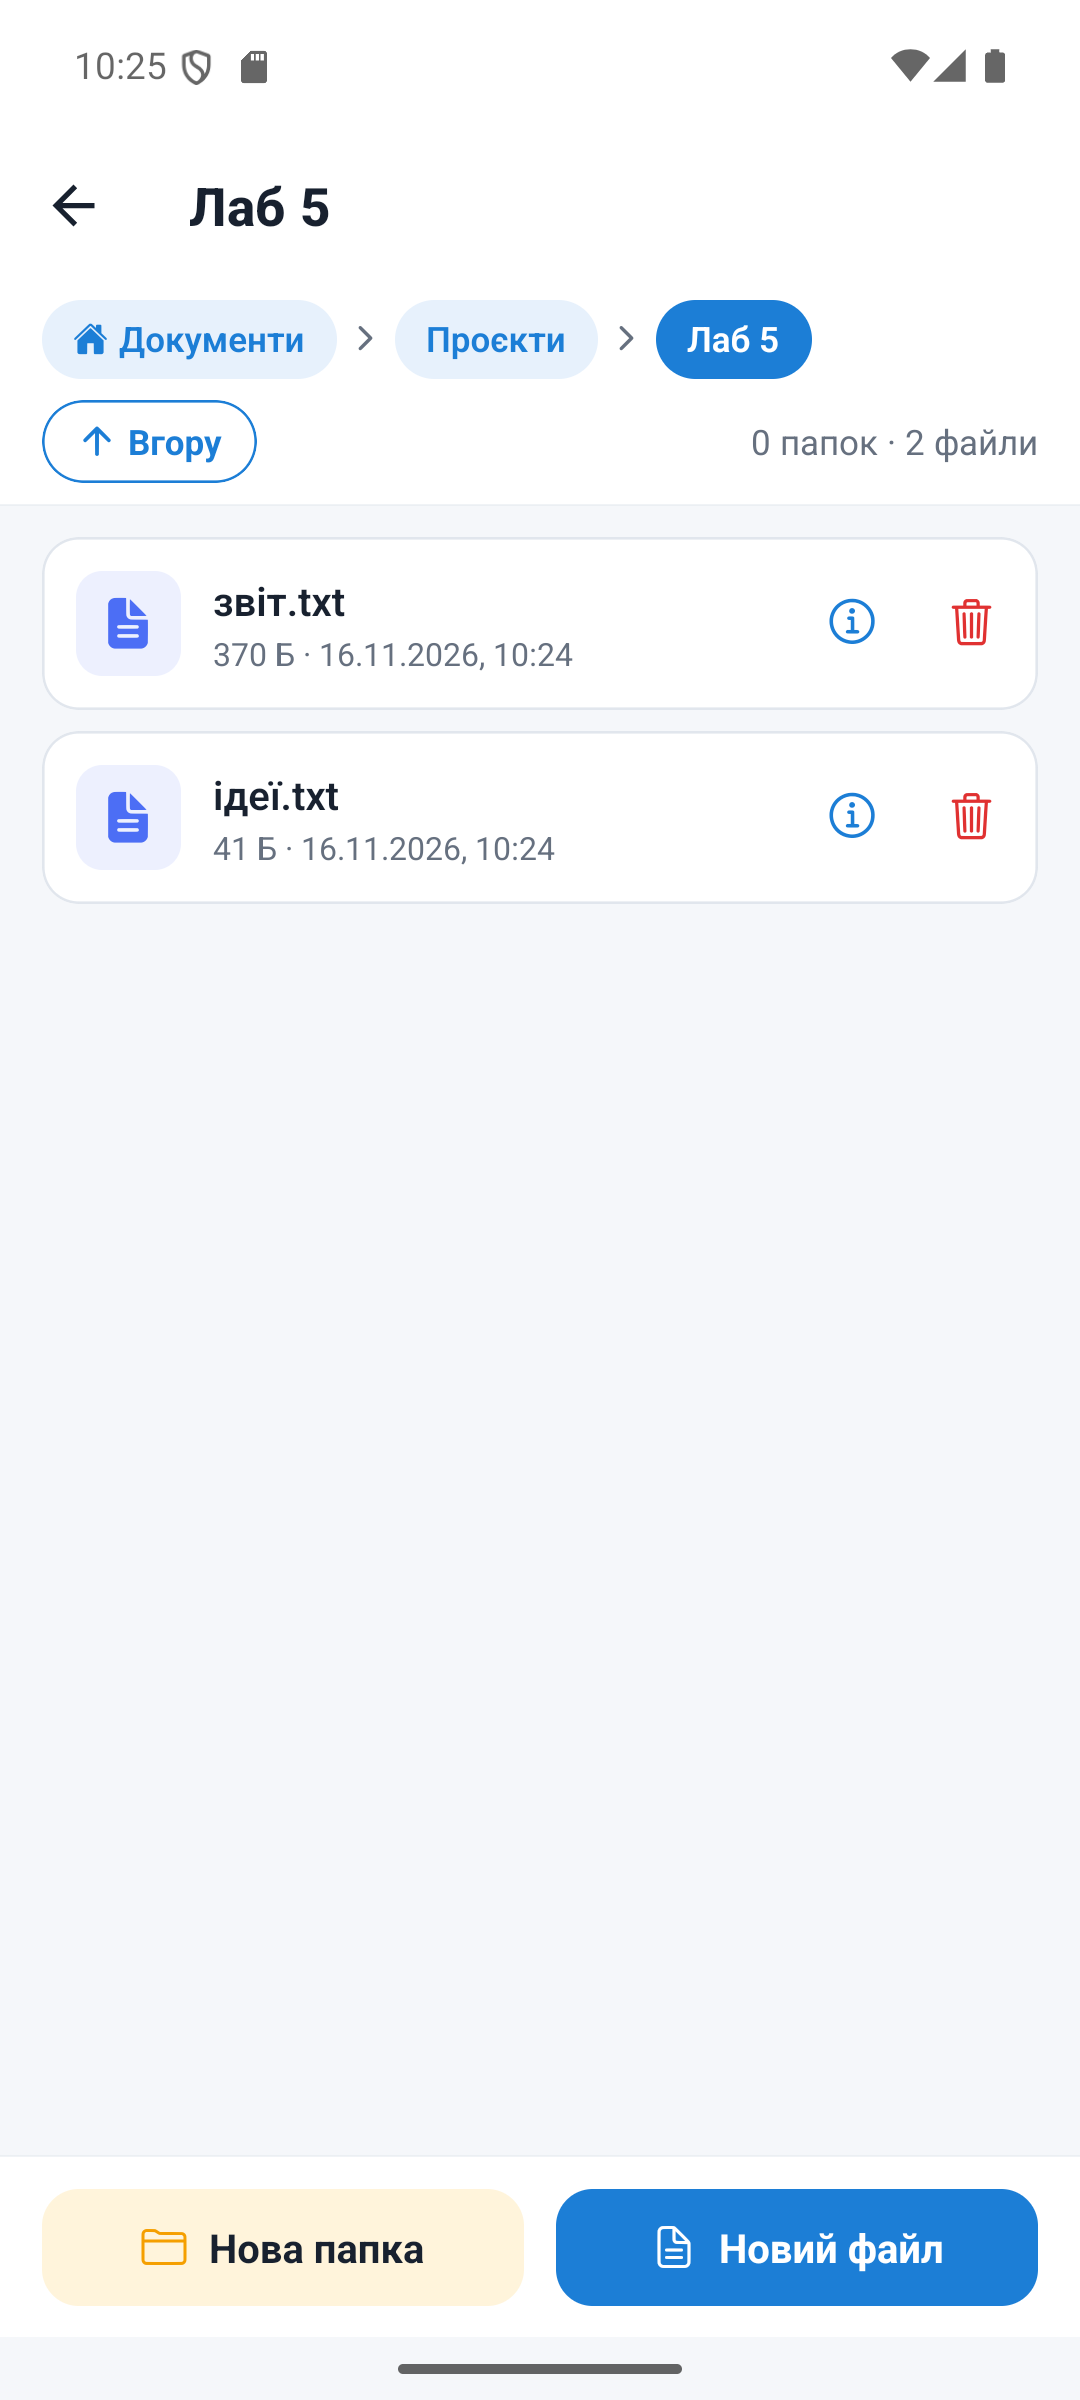 10:25
Лаб 5
Документи > Проєкти > Лаб 5
Вгору
0 папок · 2 файли
звіт.txt
370 Б · 16.11.2026, 10:24
ідеї.txt
41 Б · 16.11.2026, 10:24
Нова папка
Новий файл